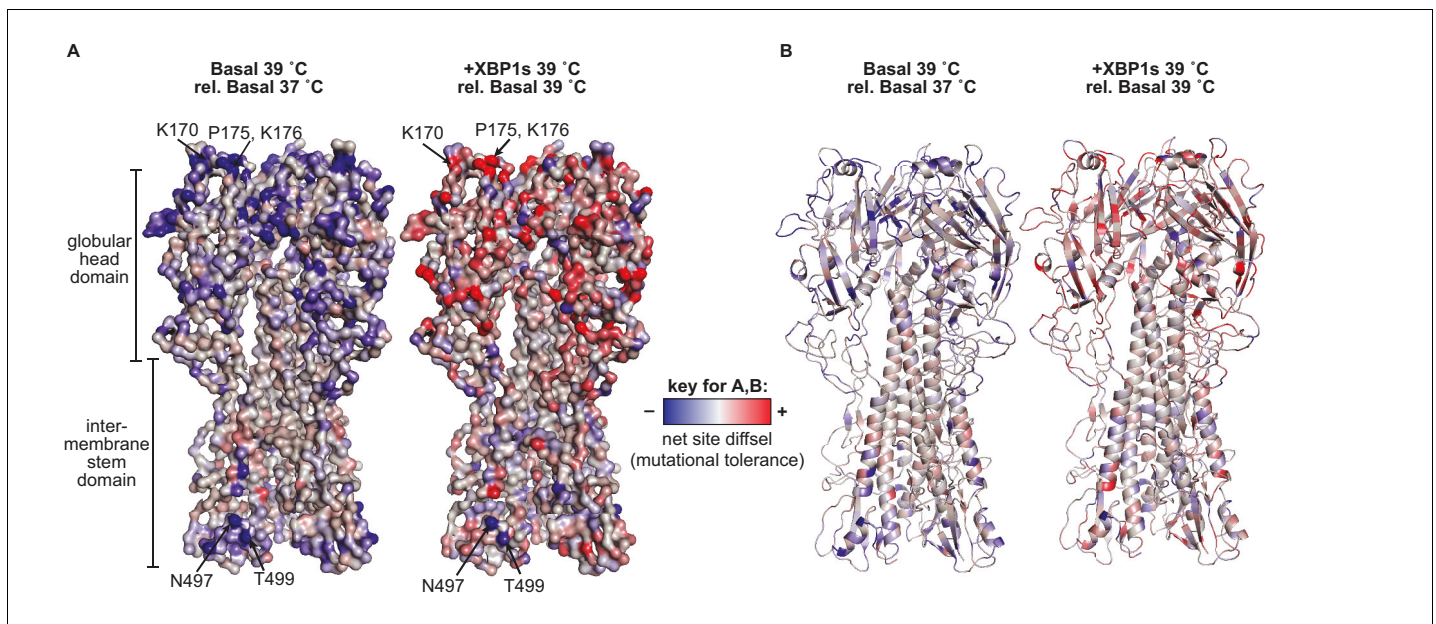 A
Basal 39 ˚C
rel. Basal 37 ˚C
+XBP1s 39 ˚C
rel. Basal 39 ˚C
K170
P175, K176
K170
P175, K176
globular
head
domain
inter-
membrane
stem
domain
N497
T499
N497
T499
key for A,B:
– +
net site diffsel
(mutational tolerance)
B
Basal 39 ˚C
rel. Basal 37 ˚C
+XBP1s 39 ˚C
rel. Basal 39 ˚C